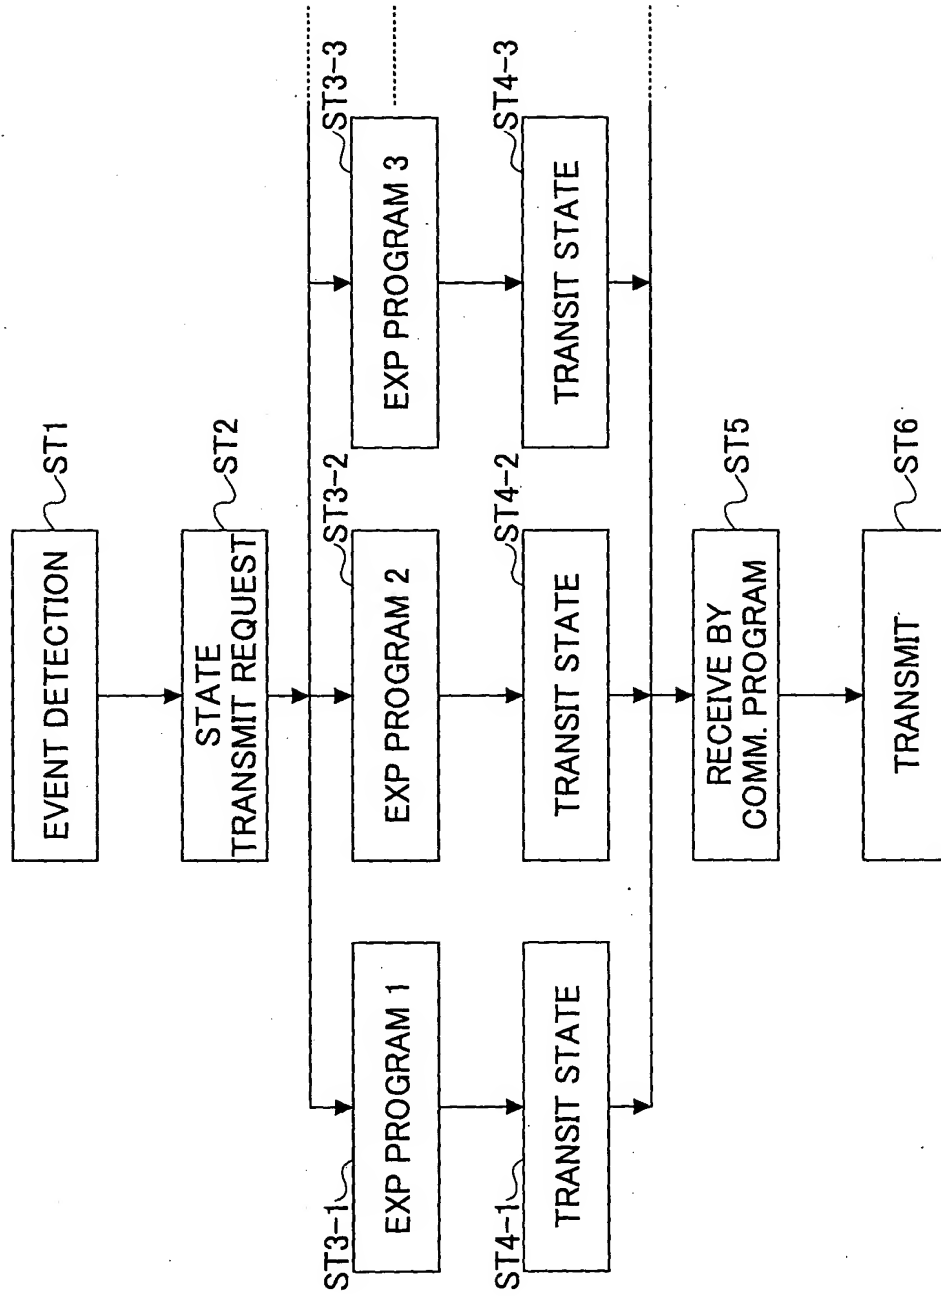 EVENT DETECTION
ST1
STATE
TRANSMIT REQUEST
ST2
EXP PROGRAM 1
ST3-1
EXP PROGRAM 2
ST3-2
EXP PROGRAM 3
ST3-3
TRANSIT STATE
ST4-1
TRANSIT STATE
ST4-2
TRANSIT STATE
ST4-3
RECEIVE BY
COMM. PROGRAM
ST5
TRANSMIT
ST6